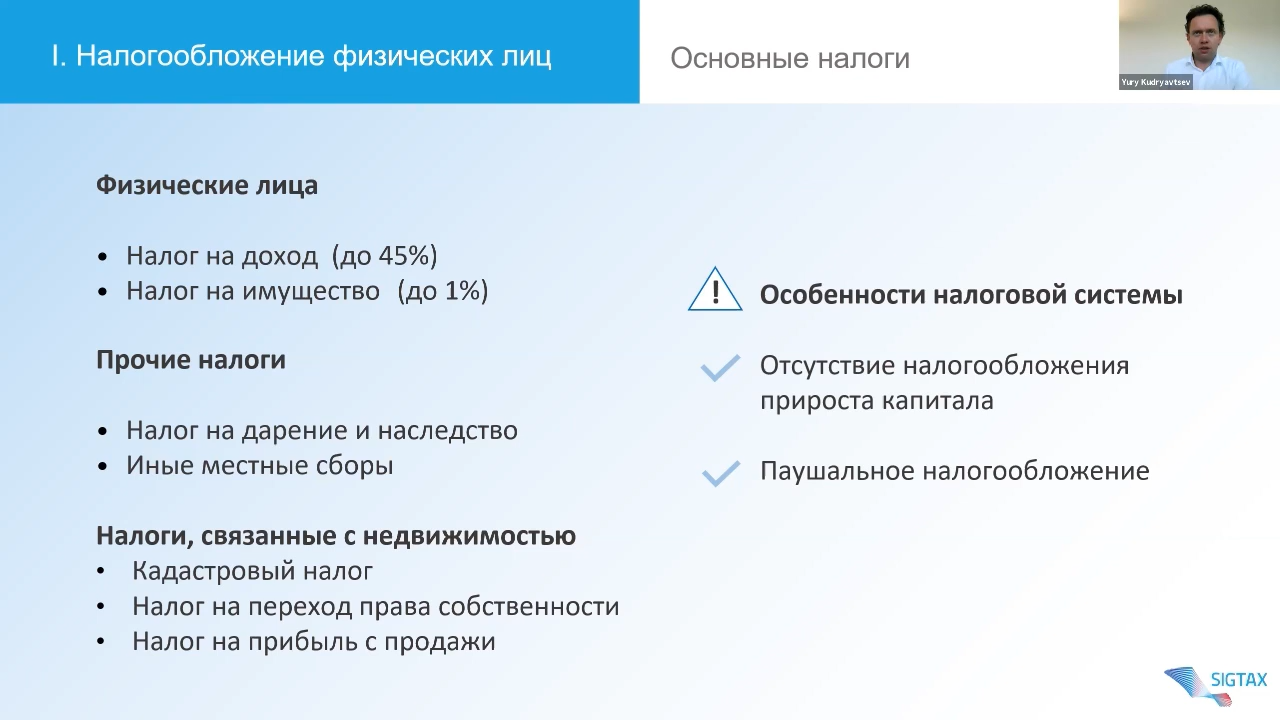 I. Налогообложение физических лиц
Основные налоги
Yury Kudryavtsev
Физические лица
• Налог на доход (до 45%)
• Налог на имущество (до 1%)
Прочие налоги
• Налог на дарение и наследство
• Иные местные сборы
Налоги, связанные с недвижимостью
• Кадастровый налог
• Налог на переход права собственности
• Налог на прибыль с продажи
! Особенности налоговой системы
Отсутствие налогообложения
прироста капитала
Паушальное налогообложение
SIGTAX